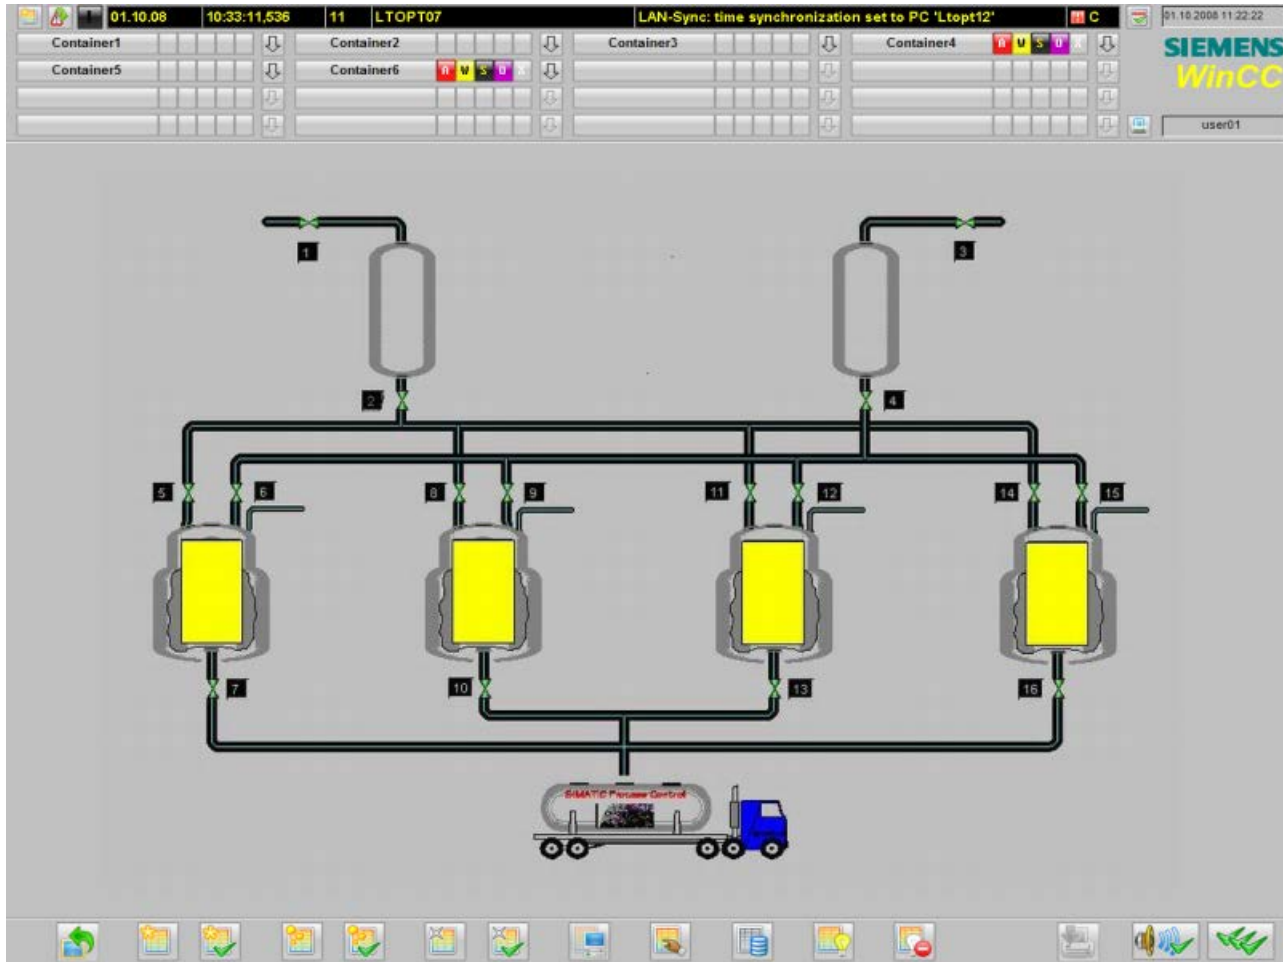 01.10.08 10:33:11,536 11 LTOPT07 LAN-Sync: time synchronization set to PC 'Ltopt12' C 01.10.2008 11:22:22
Container1 Container2 Container3 Container4 A W S O X
SIEMENS
Container5 Container6 A W S O X
WinCC
user01
1 3
2 4
5 6 8 9 11 12 14 15
7 10 13 16
SIMATIC Process Control